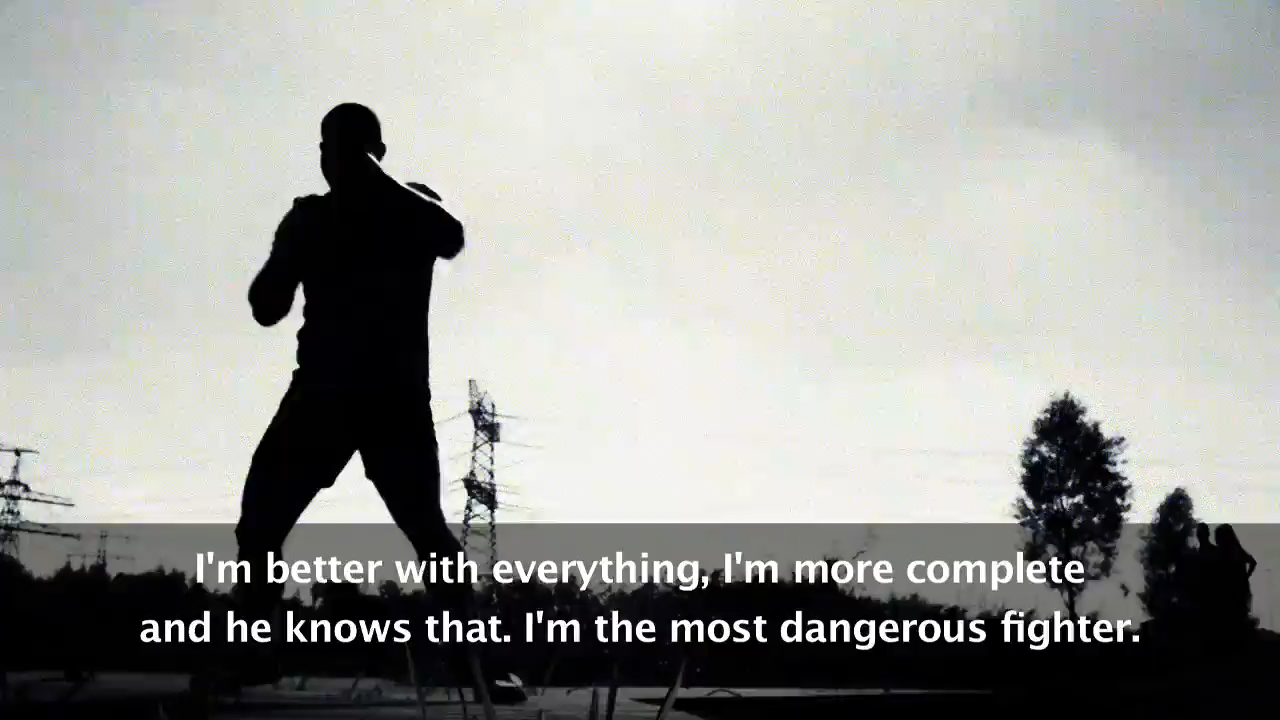 I'm better with everything, I'm more complete
and he knows that. I'm the most dangerous fighter.